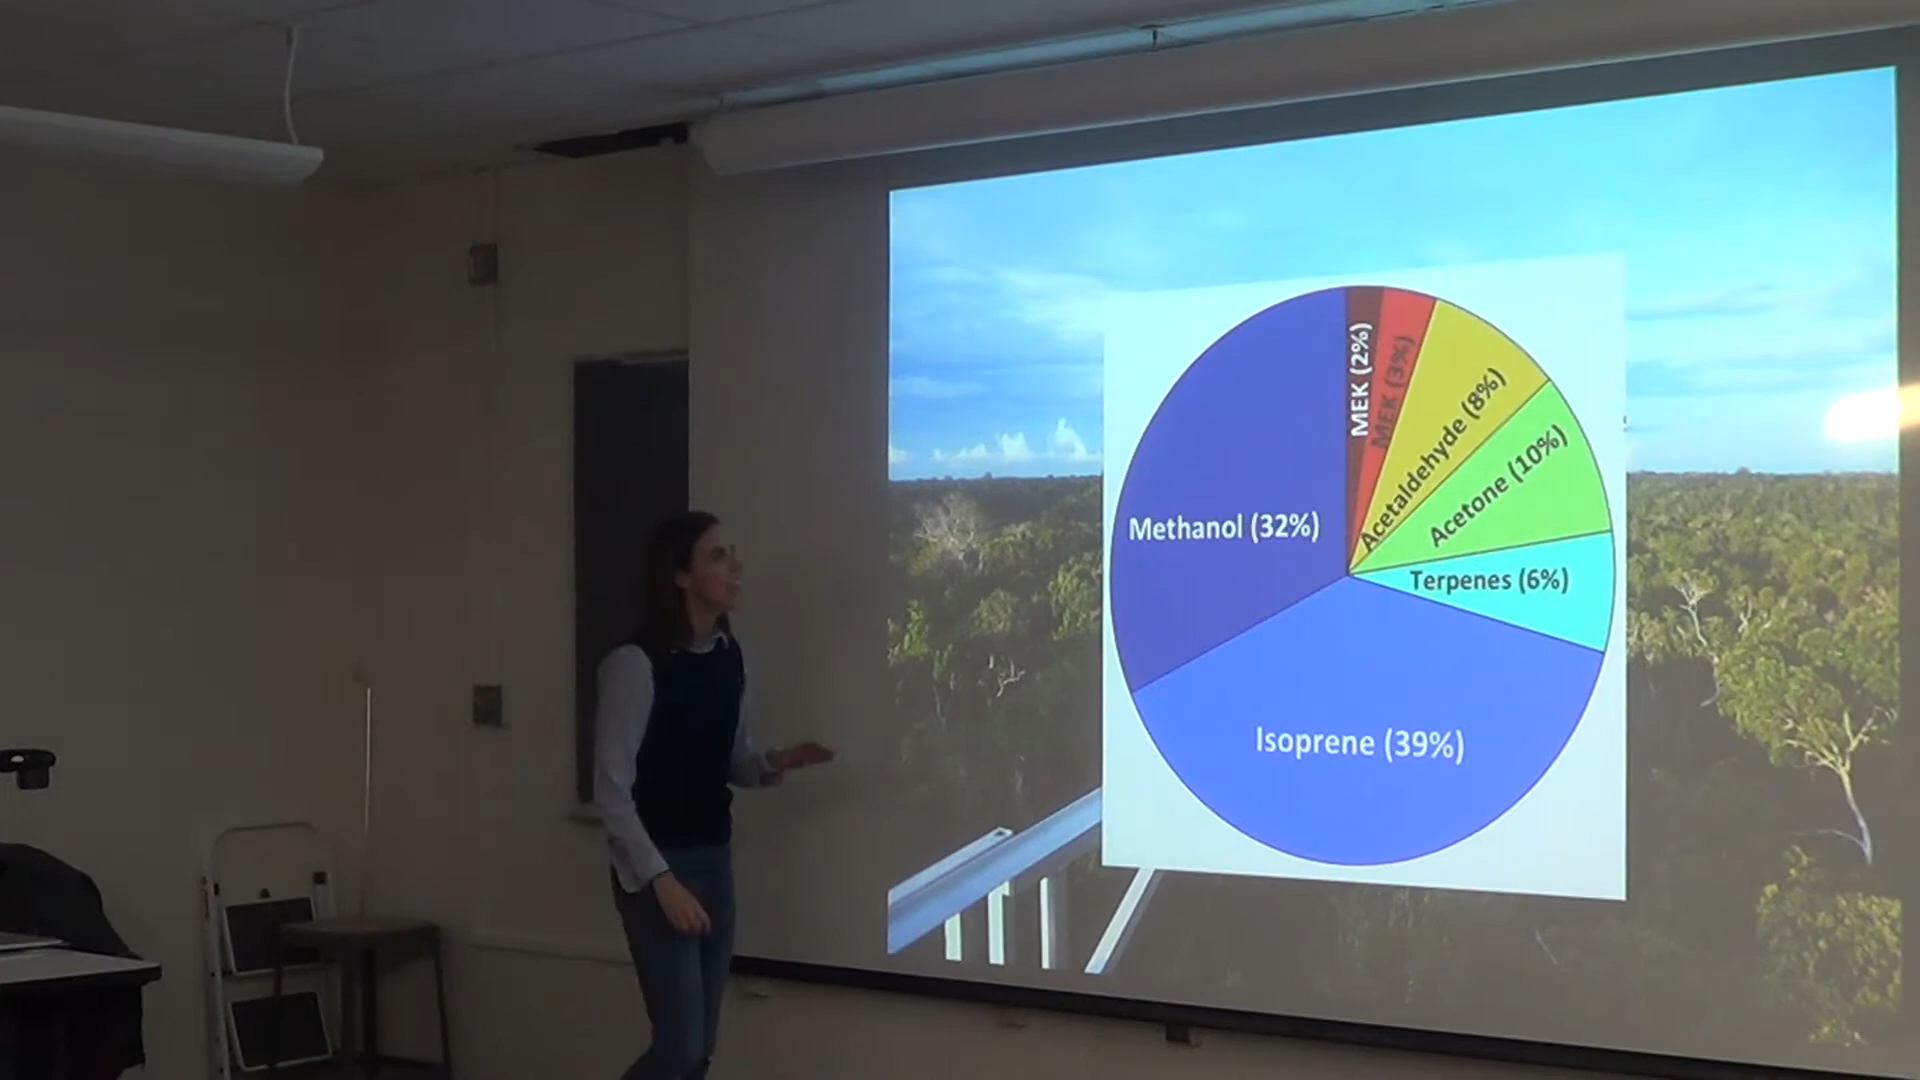 MEK (2%)
MEK (3%)
Acetaldehyde (8%)
Acetone (10%)
Methanol (32%)
Terpenes (6%)
Isoprene (39%)